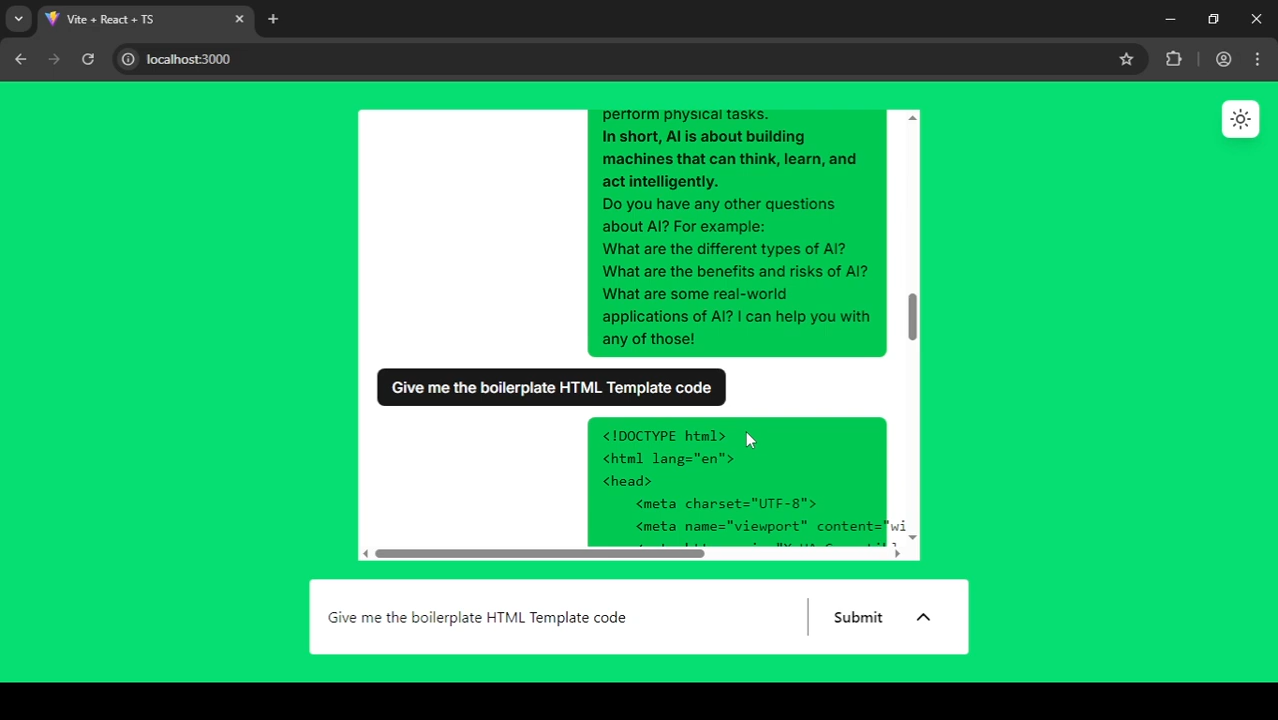 Vite + React + TS
localhost:3000
perform physical tasks.
In short, AI is about building
machines that can think, learn, and
act intelligently.
Do you have any other questions
about AI? For example:
What are the different types of AI?
What are the benefits and risks of AI?
What are some real-world
applications of AI? I can help you with
any of those!
Give me the boilerplate HTML Template code
<!DOCTYPE html>
<html lang="en">
<head>
    <meta charset="UTF-8">
    <meta name="viewport" content="wi
Give me the boilerplate HTML Template code
Submit